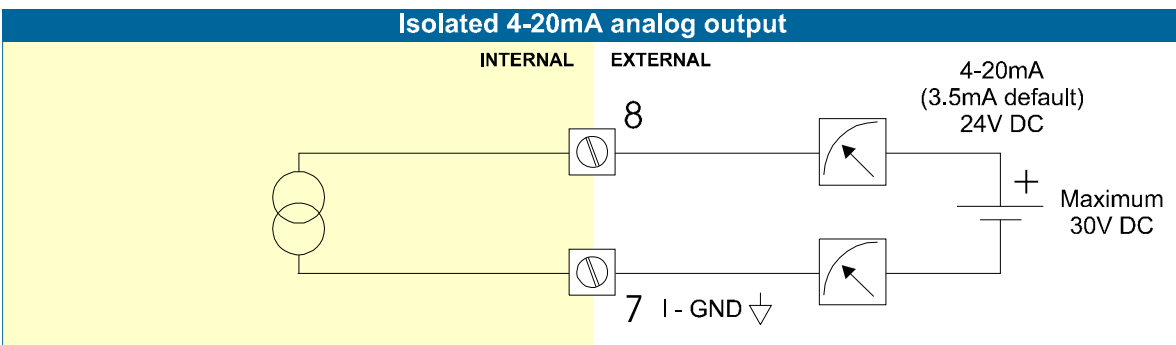 Isolated 4-20mA analog output
INTERNAL EXTERNAL
8
4-20mA
(3.5mA default)
24V DC
+
Maximum
30V DC
7 I - GND